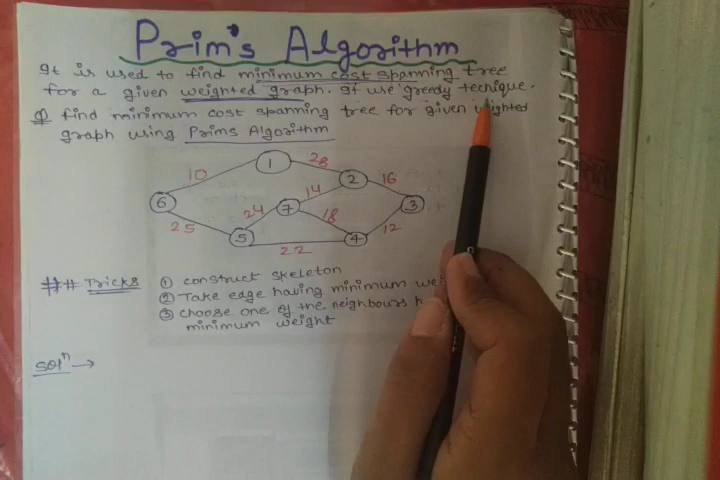 Prim's Algorithm
It is used to find minimum cost spanning tree
for a given weighted graph. It use greedy technique.
Q find minimum cost spanning tree for given weighted
graph using Prims Algorithm
1
28
10
2
16
14
6
7
3
24
18
25
12
5
4
22
### Tricks
① construct skeleton
② Take edge having minimum
③ choose one of the neighbours
minimum weight
Solⁿ →